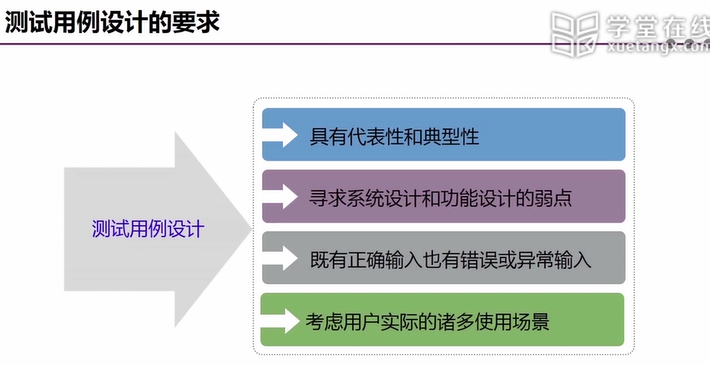 测试用例设计的要求
学堂在线
xuetangx.com
具有代表性和典型性
寻求系统设计和功能设计的弱点
测试用例设计
既有正确输入也有错误或异常输入
考虑用户实际的诸多使用场景